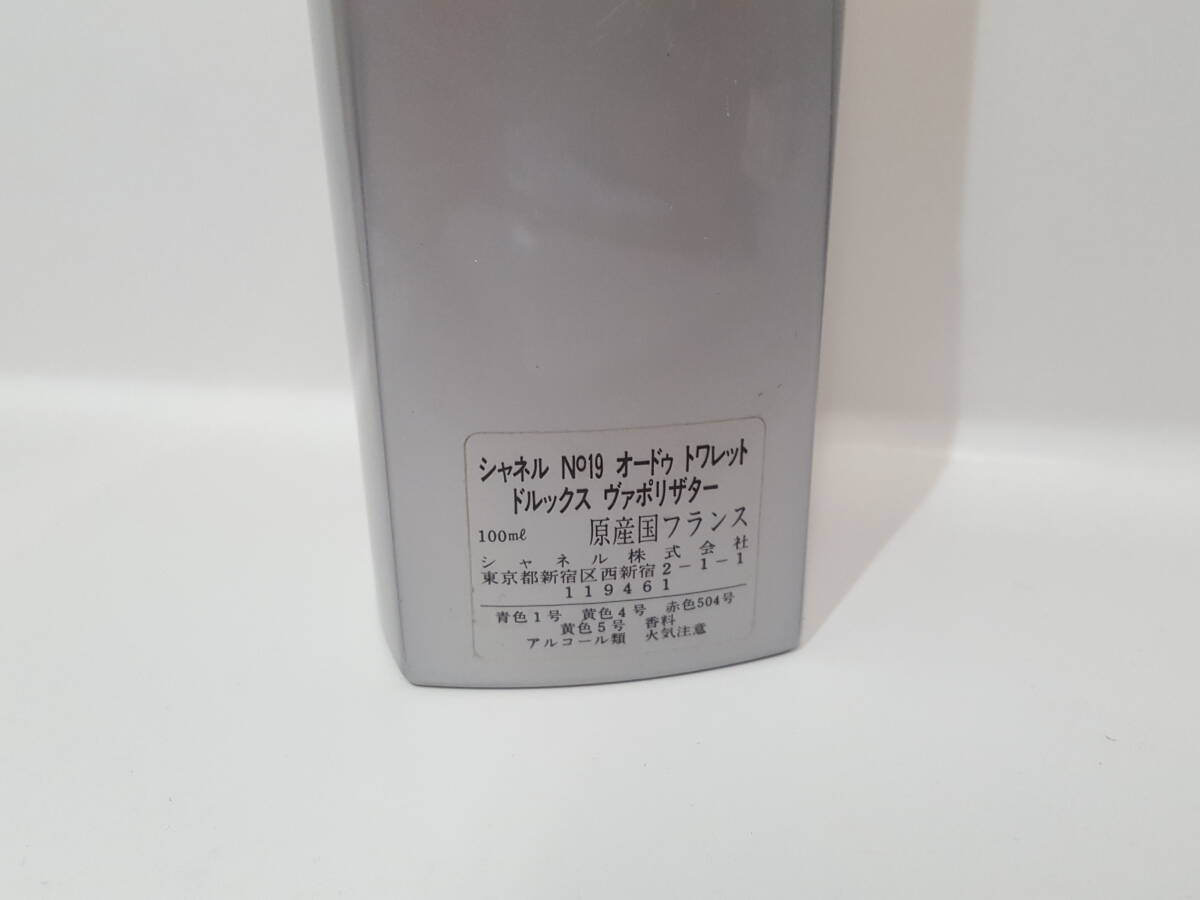 シャネル Nº19 オードゥ トワレット
ドルックス ヴァポリザター
100mℓ 原産国フランス
シャネル株式会社
東京都新宿区西新宿2-1-1
119461
青色1号 黄色4号 赤色504号
黄色5号 香料
アルコール類 火気注意